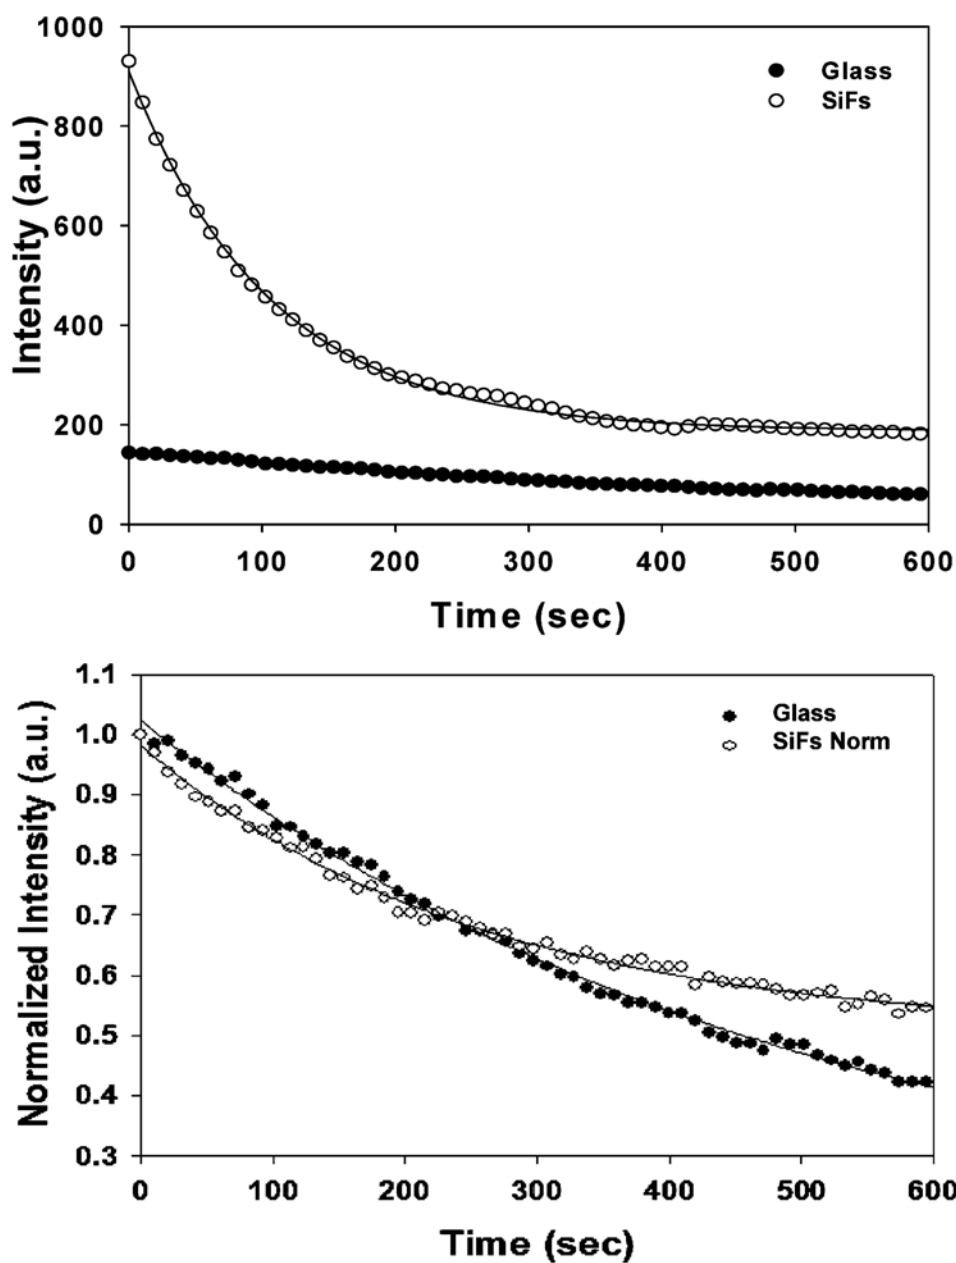 Intensity (a.u.)
1000
800
600
400
200
0
Glass
SiFs
0 100 200 300 400 500 600
Time (sec)
Normalized Intensity (a.u.)
1.1
1.0
0.9
0.8
0.7
0.6
0.5
0.4
0.3
Glass
SiFs Norm
0 100 200 300 400 500 600
Time (sec)